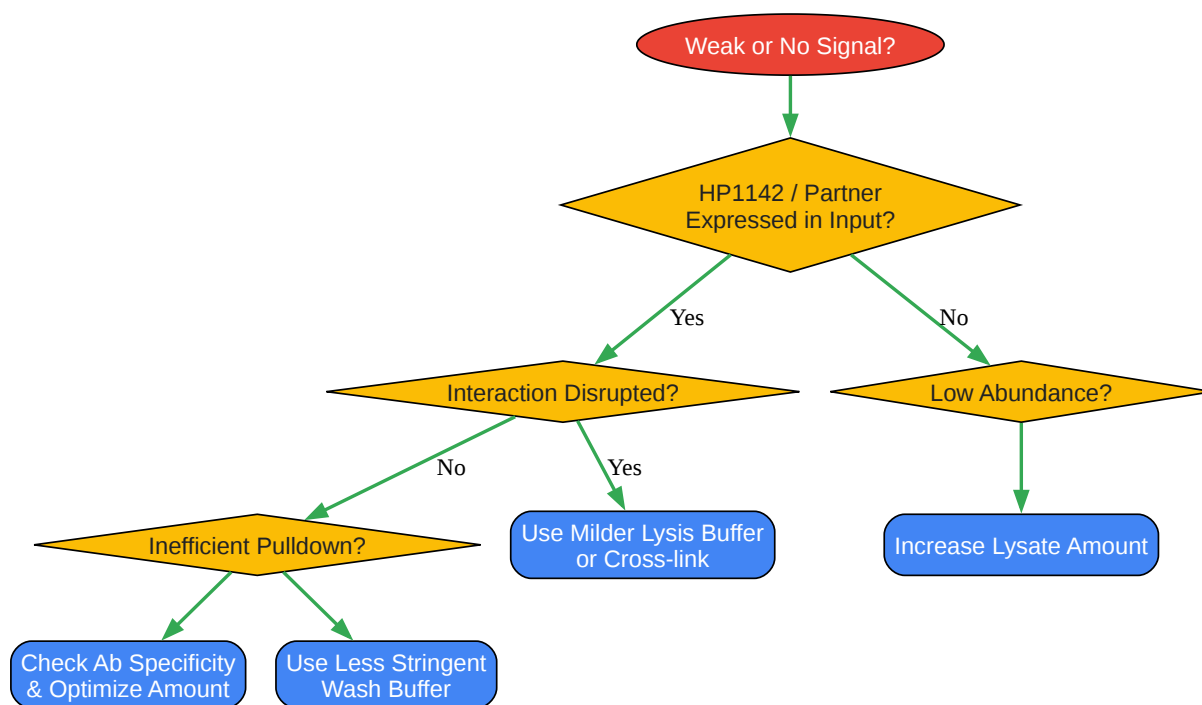 Weak or No Signal?
HP1142 / Partner
Expressed in Input?
Yes
No
Interaction Disrupted?
Low Abundance?
No
Yes
Inefficient Pulldown?
Use Milder Lysis Buffer
or Cross-link
Increase Lysate Amount
Check Ab Specificity
& Optimize Amount
Use Less Stringent
Wash Buffer